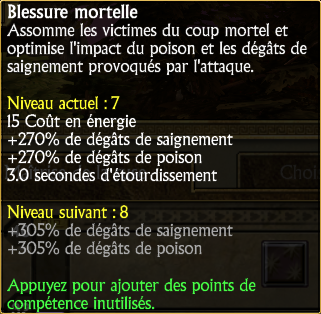 Blessure mortelle
Assomme les victimes du coup mortel et
optimise l'impact du poison et les dégâts de
saignement provoqués par l'attaque.
Niveau actuel : 7
15 Coût en énergie
+270% de dégâts de saignement
+270% de dégâts de poison
3.0 secondes d'étourdissement
Choi
Niveau suivant : 8
+305% de dégâts de saignement
+305% de dégâts de poison
Appuyez pour ajouter des points de
compétence inutilisés.